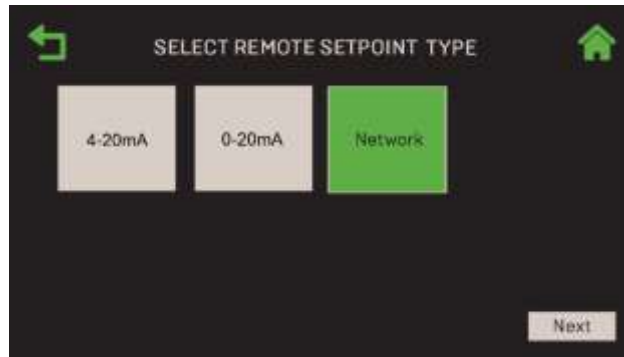 SELECT REMOTE SETPOINT TYPE
4-20mA
0-20mA
Network
Next